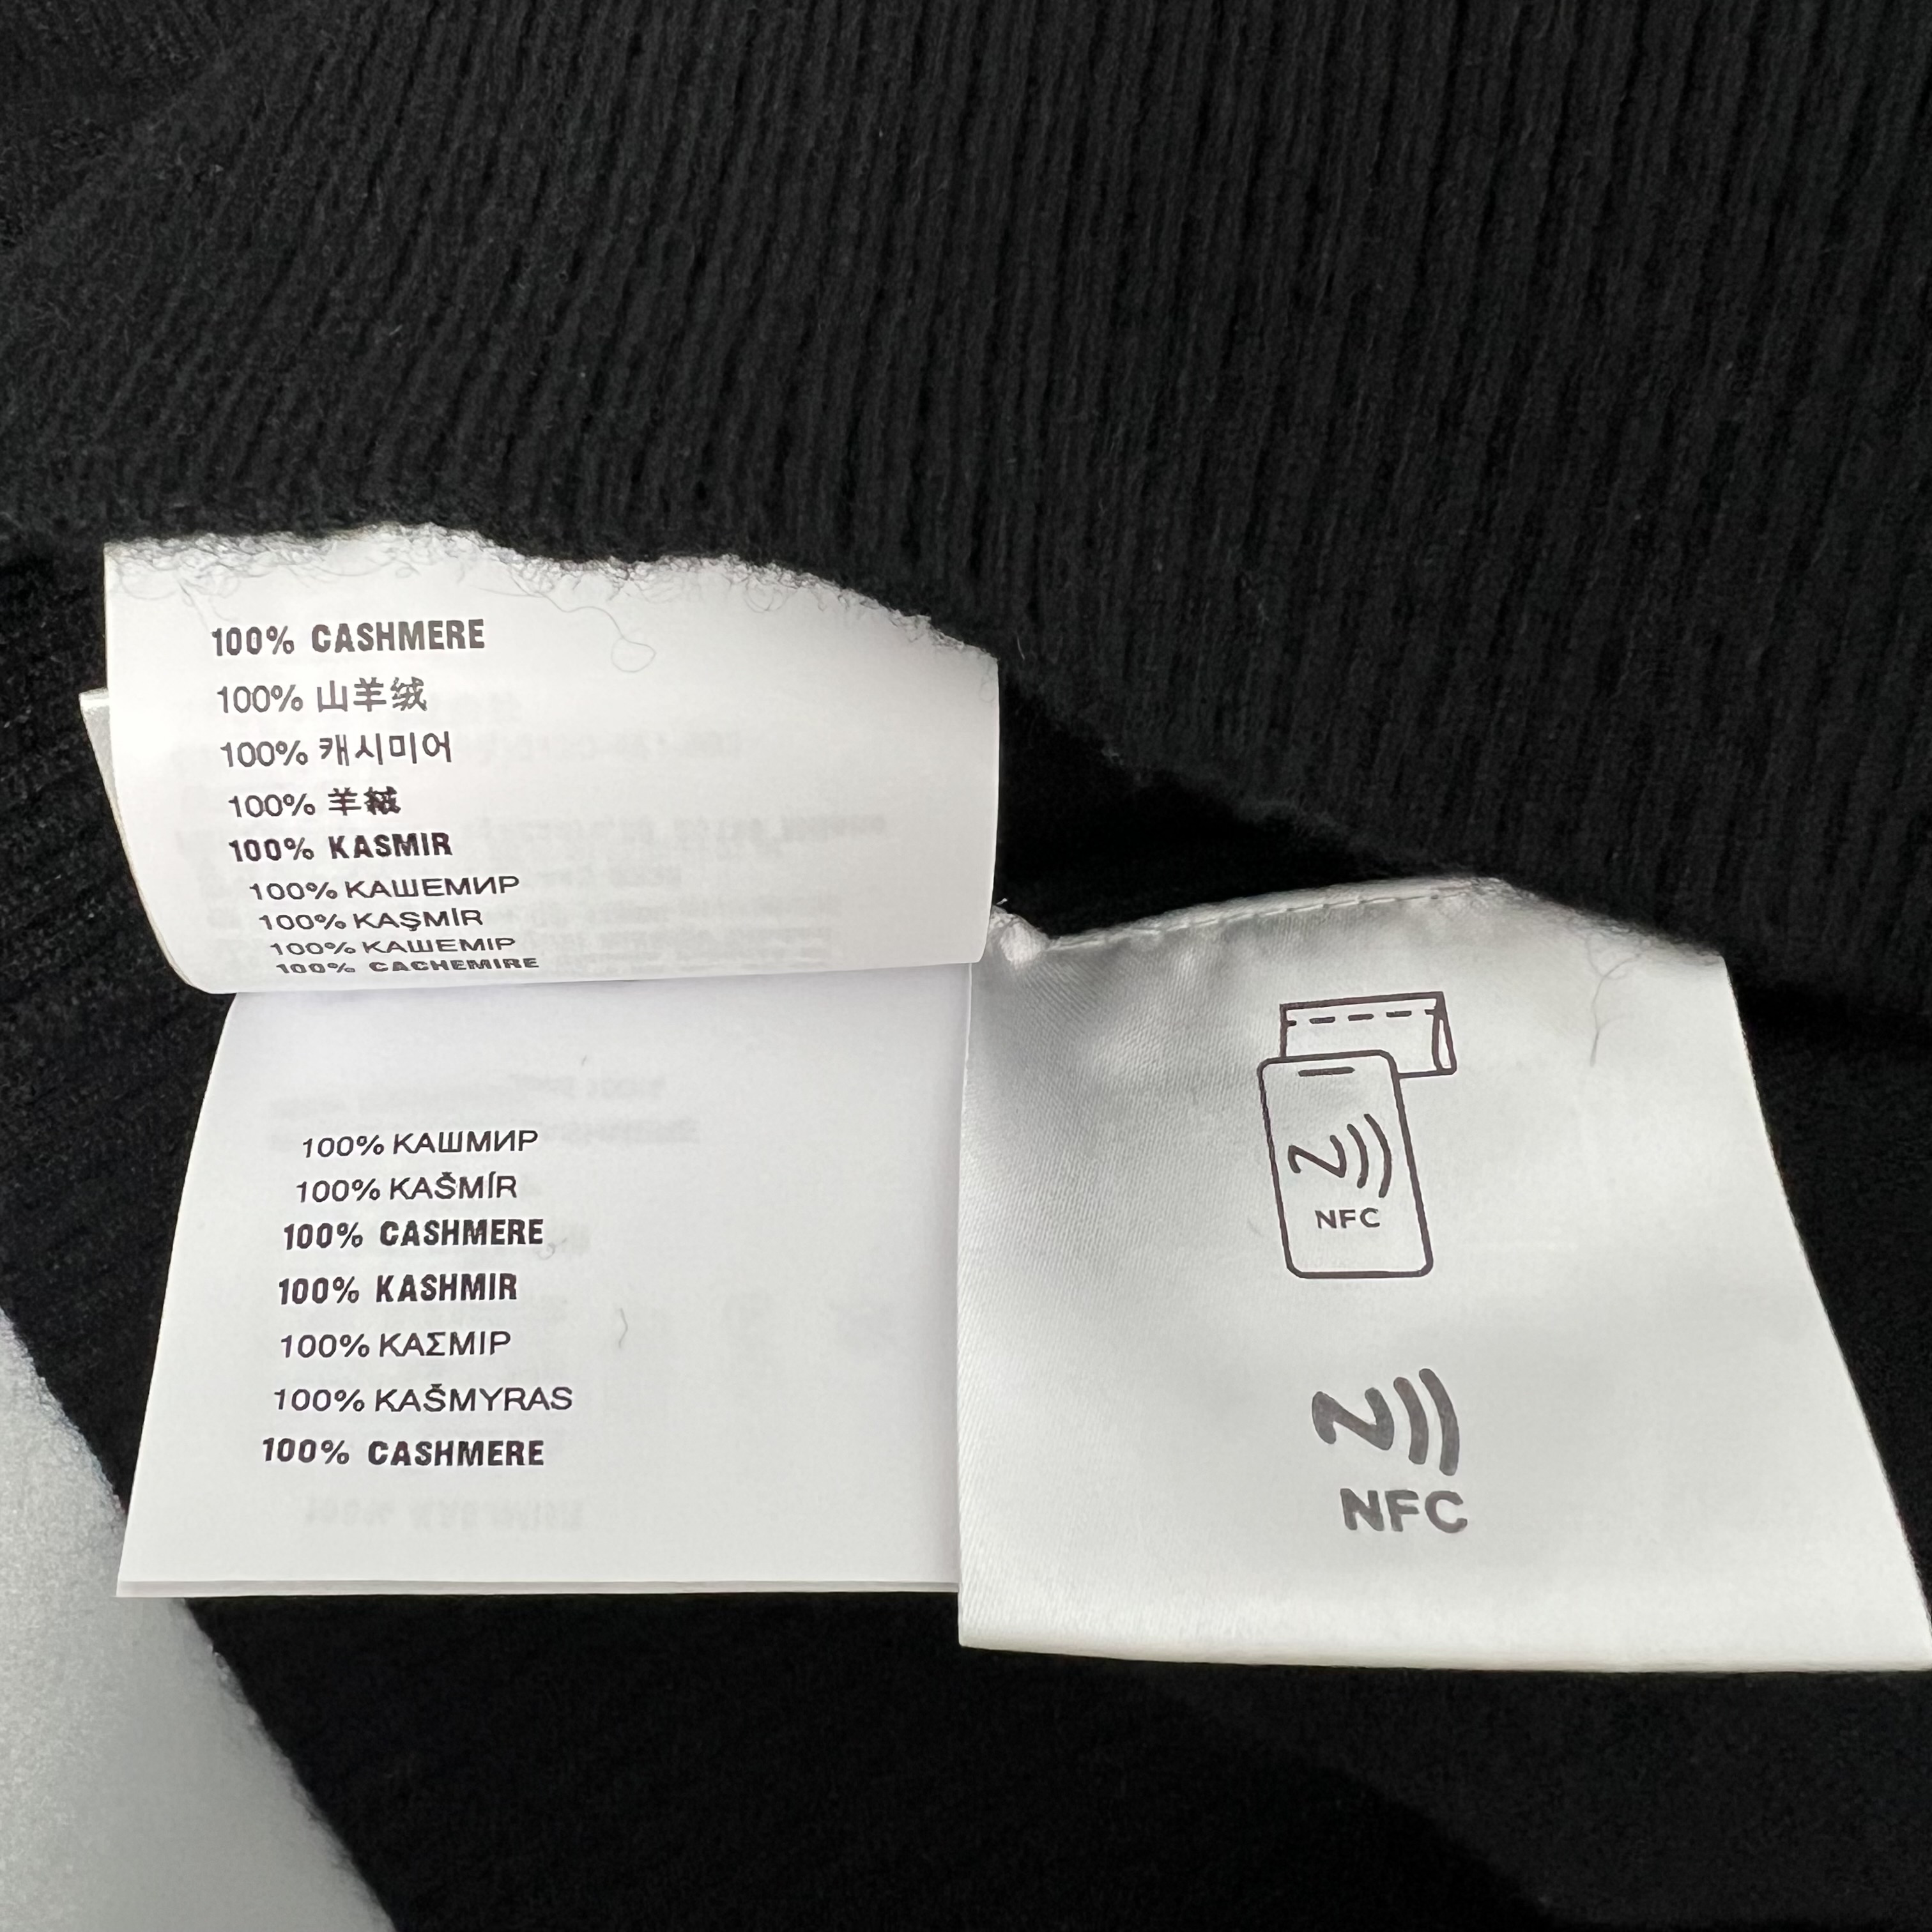 100% CASHMERE
100% 山羊绒
100% 캐시미어
100% 羊絨
100% KASMIR
100% КАШЕМИР
100% KAŞMİR
100% КАШЕМІР
100% CACHEMIRE
100% КАШМИР
100% KAŠMÍR
100% CASHMERE
100% KASHMIR
100% ΚΑΣΜΙΡ
100% KAŠMYRAS
100% CASHMERE
NFC
NFC